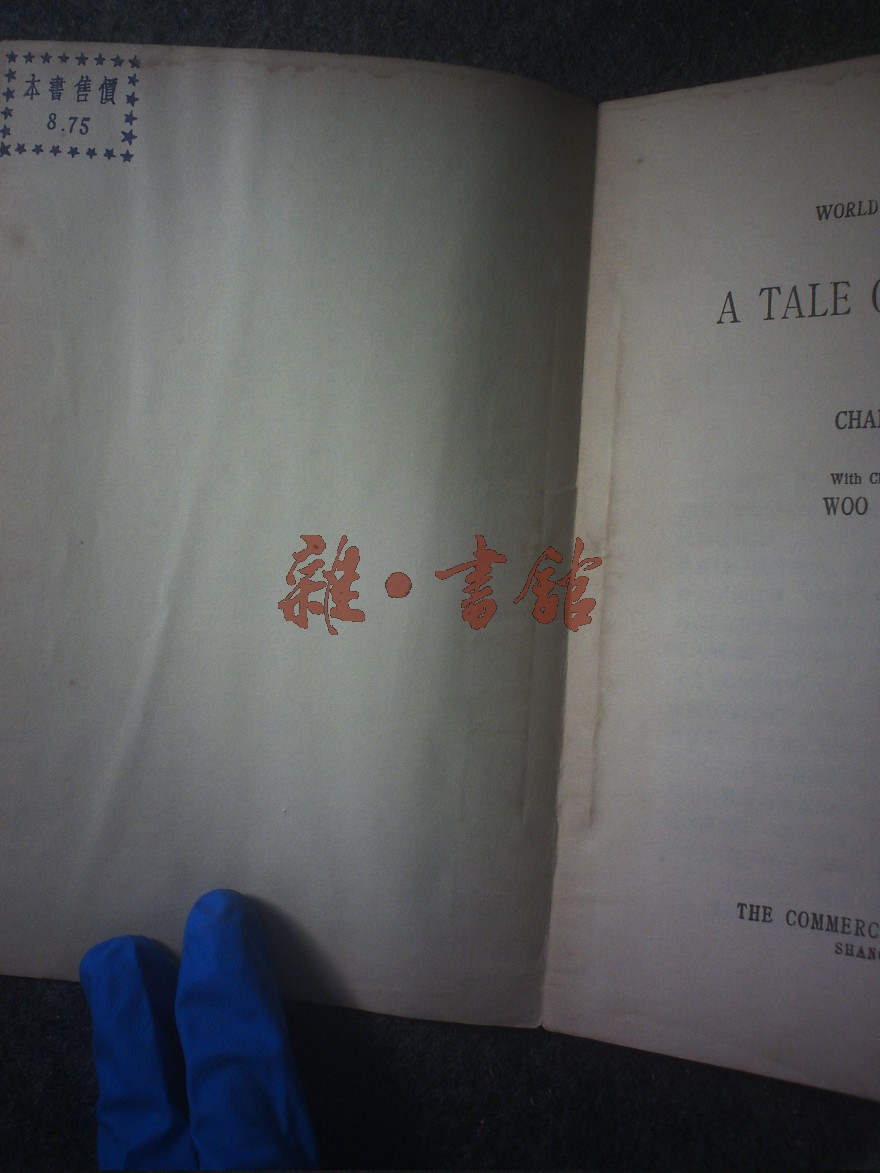 本書售價
8.75
雜·書館
WORLD
A TALE
CHA
With C
WOO
THE COMMERC
SHAN